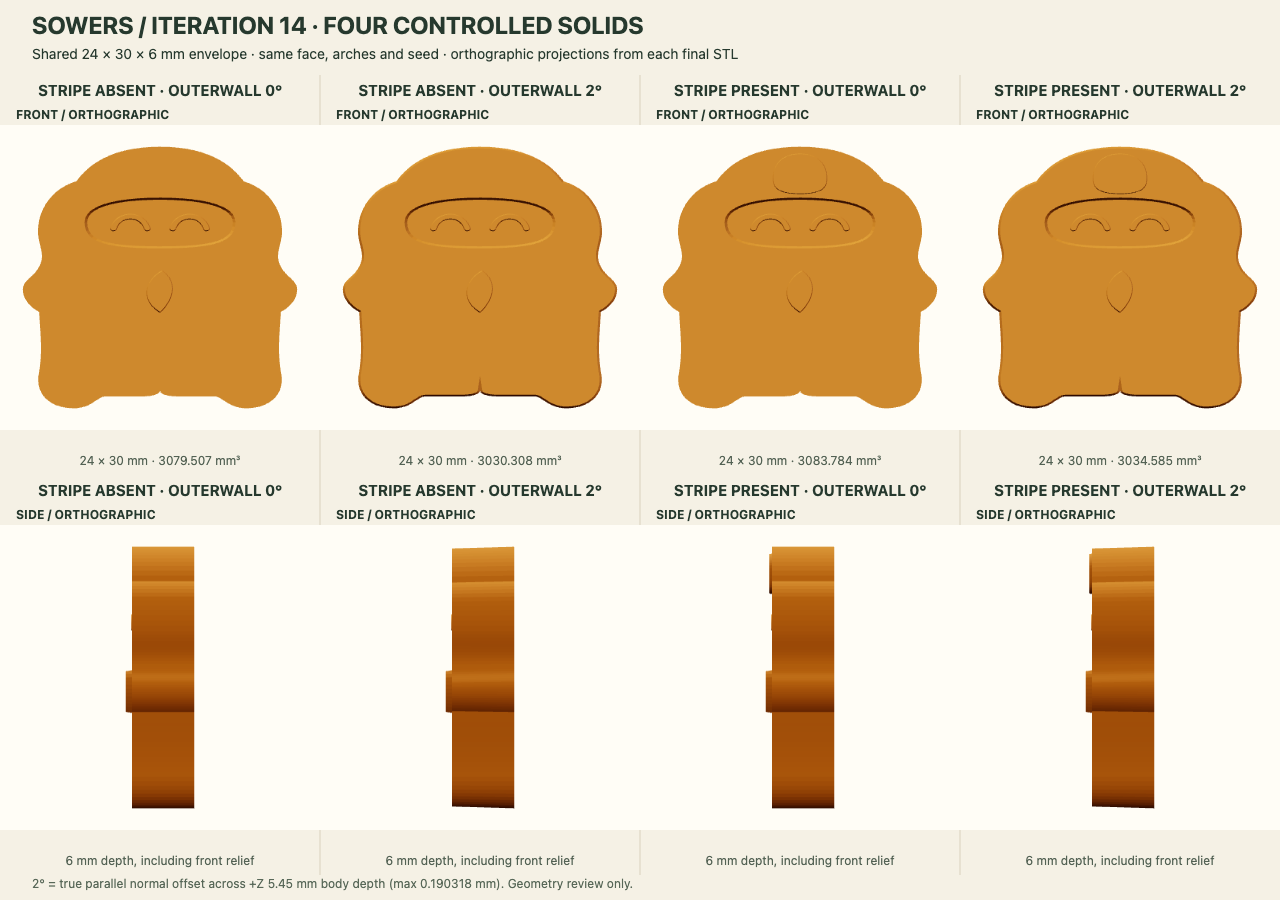 SOWERS / ITERATION 14 · FOUR CONTROLLED SOLIDS
Shared 24 × 30 × 6 mm envelope · same face, arches and seed · orthographic projections from each final STL
STRIPE ABSENT · OUTERWALL 0°
FRONT / ORTHOGRAPHIC
STRIPE ABSENT · OUTERWALL 2°
FRONT / ORTHOGRAPHIC
STRIPE PRESENT · OUTERWALL 0°
FRONT / ORTHOGRAPHIC
STRIPE PRESENT · OUTERWALL 2°
FRONT / ORTHOGRAPHIC
24 × 30 mm · 3079.507 mm³
24 × 30 mm · 3030.308 mm³
24 × 30 mm · 3083.784 mm³
24 × 30 mm · 3034.585 mm³
STRIPE ABSENT · OUTERWALL 0°
SIDE / ORTHOGRAPHIC
STRIPE ABSENT · OUTERWALL 2°
SIDE / ORTHOGRAPHIC
STRIPE PRESENT · OUTERWALL 0°
SIDE / ORTHOGRAPHIC
STRIPE PRESENT · OUTERWALL 2°
SIDE / ORTHOGRAPHIC
6 mm depth, including front relief
6 mm depth, including front relief
6 mm depth, including front relief
6 mm depth, including front relief
2° = true parallel normal offset across +Z 5.45 mm body depth (max 0.190318 mm). Geometry review only.